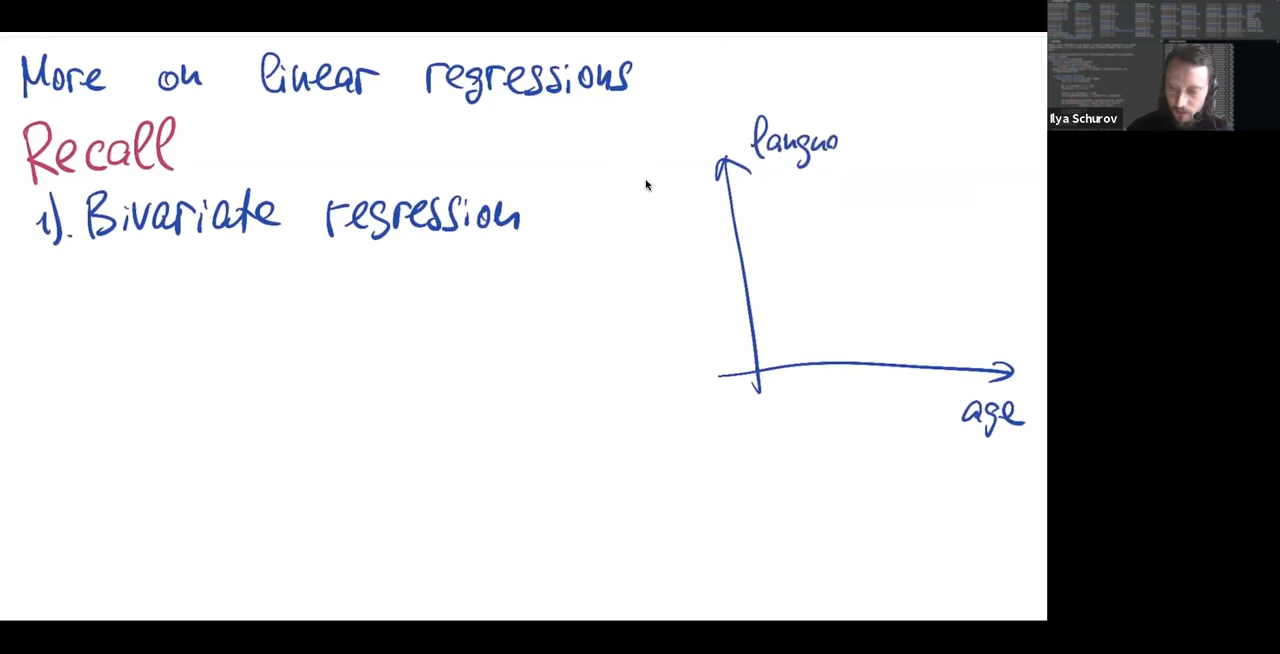 More on linear regressions
Recall
1). Bivariate regression
languo
age
Ilya Schurov